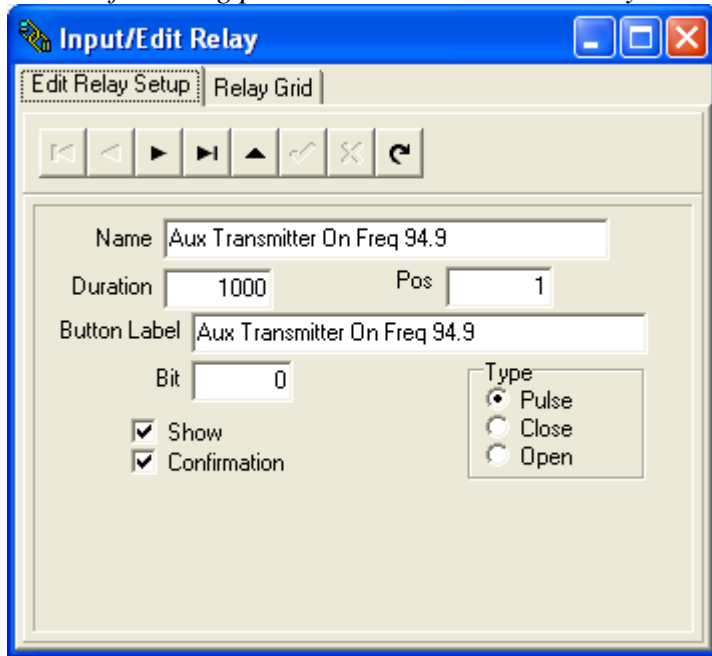 Input/Edit Relay
Edit Relay Setup Relay Grid
Name Aux Transmitter On Freq 94.9
Duration 1000 Pos 1
Button Label Aux Transmitter On Freq 94.9
Bit 0
Type
Pulse
Close
Open
Show
Confirmation